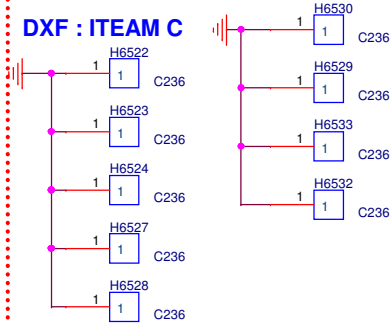 DXF : ITEAM C
H6522
1
1
C236
H6523
1
1
C236
H6524
1
1
C236
H6527
1
1
C236
H6528
1
1
C236
H6530
1
1
C236
H6529
1
1
C236
H6533
1
1
C236
H6532
1
1
C236